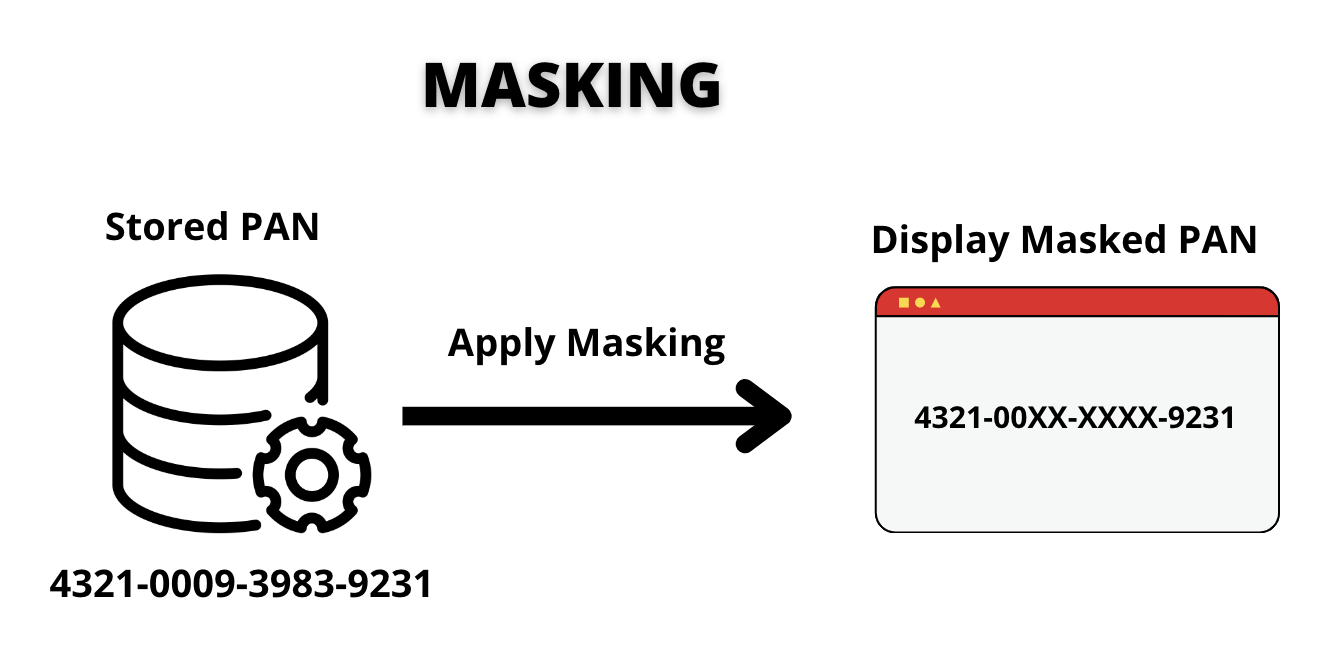 MASKING
Stored PAN
Display Masked PAN
Apply Masking
4321-00XX-XXXX-9231
4321-0009-3983-9231